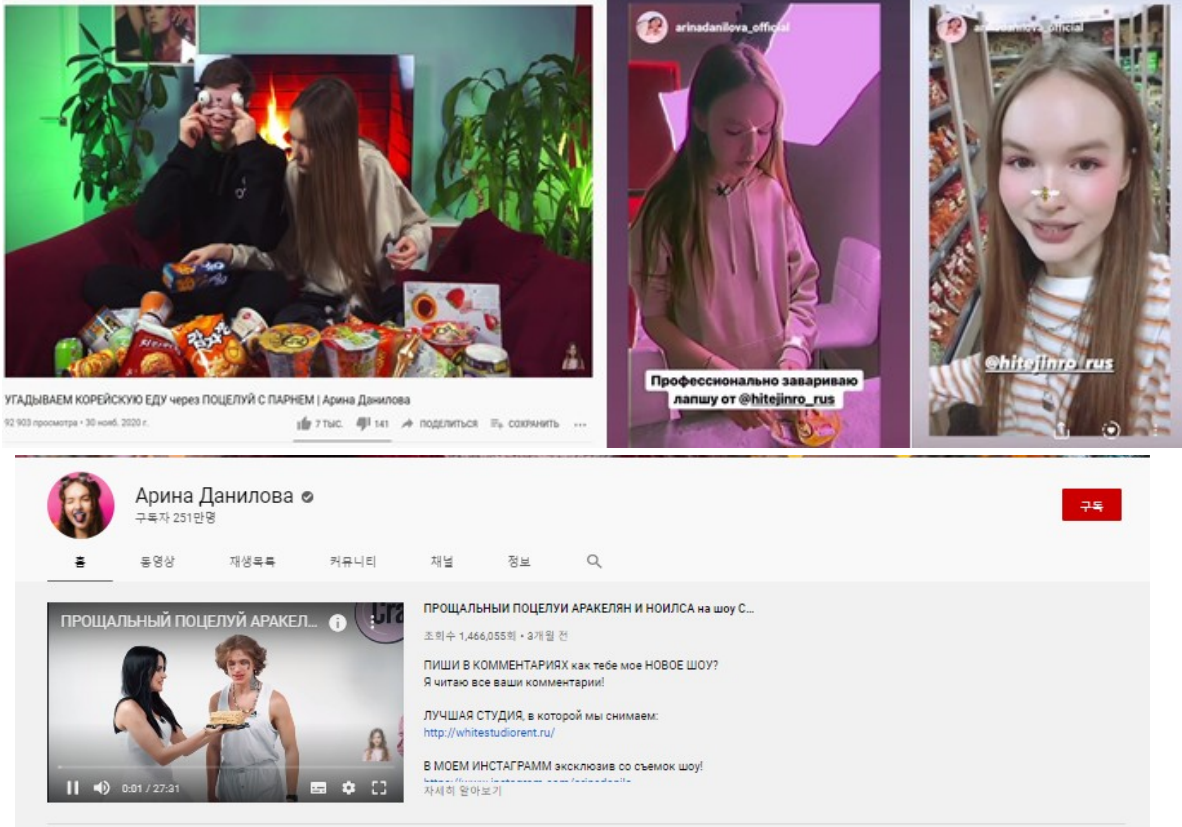 УГАДЫВАЕМ КОРЕЙСКУЮ ЕДУ через ПОЦЕЛУЙ С ПАРНЕМ | Арина Данилова
92 903 просмотра • 30 нояб. 2020 г.
7 ТЫС.
141
ПОДЕЛИТЬСЯ
СОХРАНИТЬ
arinadanilova_official
Профессионально завариваю
лапшу от @hitejinro_rus
arinadanilova_official
@hitejinro_rus
Арина Данилова
구독자 251만명
구독
홈
동영상
재생목록
커뮤니티
채널
정보
ПРОЩАЛЬНЫЙ ПОЦЕЛУЙ АРАКЕЛ...
0:01 / 27:31
ПРОЩАЛЬНЫЙ ПОЦЕЛУЙ АРАКЕЛЯН И НОИЛСА на шоу С...
조회수 1,466,055회 • 3개월 전
ПИШИ В КОММЕНТАРИЯХ как тебе мое НОВОЕ ШОУ?
Я читаю все ваши комментарии!
ЛУЧШАЯ СТУДИЯ, в которой мы снимаем:
http://whitestudiorent.ru/
В МОЕМ ИНСТАГРАММ эксклюзив со съемок шоу!
자세히 알아보기